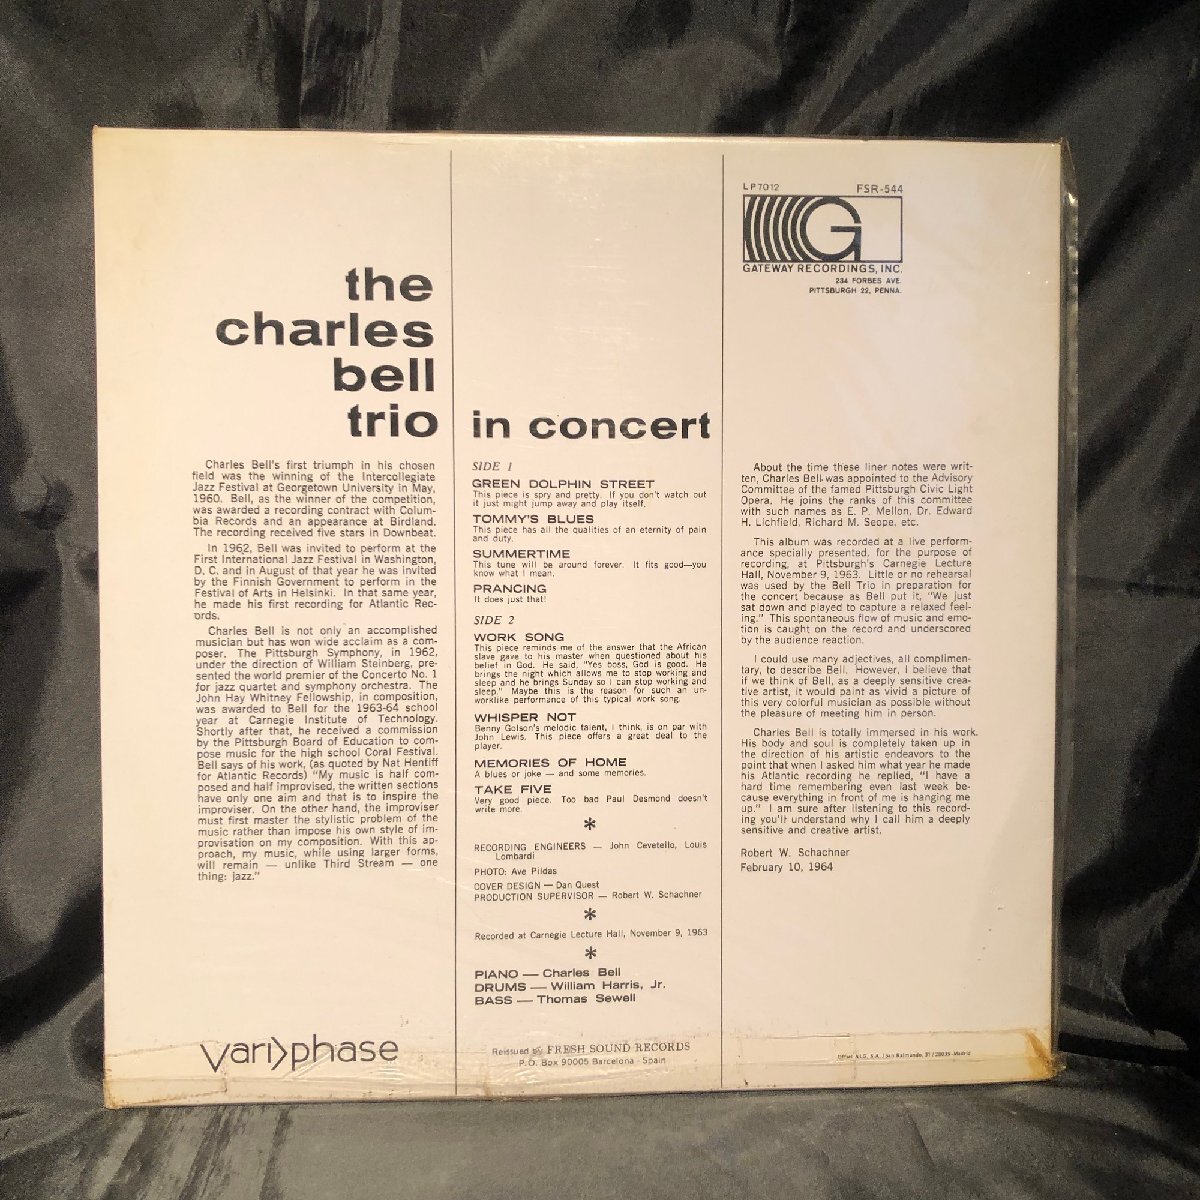 the
charles
bell
trio
Charles Bell's first triumph in his chosen
field was the winning of the Intercollegiate
Jazz Festival at Georgetown University in May,
1960. Bell, as the winner of the competition,
was awarded a recording contract with Colum-
bia Records and an appearance at Birdland.
The recording received five stars in Downbeat.
In 1962, Bell was invited to perform at the
First International Jazz Festival in Washington,
D. C. and in August of that year he was invited
by the Finnish Government to perform in the
Festival of Arts in Helsinki. In that same year,
he made his first recording for Atlantic Rec-
ords.
Charles Bell is not only an accomplished
musician but has won wide acclaim as a com-
poser. The Pittsburgh Symphony, in 1962,
under the direction of William Steinberg, pre-
sented the world premier of the Concerto No. 1
for jazz quartet and symphony orchestra. The
John Hay Whitney Fellowship, in composition,
was awarded to Bell for the 1963-64 school
year at Carnegie Institute of Technology.
Shortly after that, he received a commission
by the Pittsburgh Board of Education to com-
pose music for the high school Coral Festival.
Bell says of his work, (as quoted by Nat Hentiff
for Atlantic Records) "My music is half com-
posed and half improvised, the written sections
have only one aim and that is to inspire the
improviser. On the other hand, the improviser
must first master the stylistic problem of the
music rather than impose his own style of im-
provisation on my composition. With this ap-
proach, my music, while using larger forms,
will remain — unlike Third Stream — one
thing: jazz."
vari>phase
in concert
SIDE 1
GREEN DOLPHIN STREET
This piece is spry and pretty. If you don't watch out
it just might jump away and play itself.
TOMMY'S BLUES
This piece has all the qualities of an eternity of pain
and duty.
SUMMERTIME
This tune will be around forever. It fits good—you
know what I mean.
PRANCING
It does just that!
SIDE 2
WORK SONG
This piece reminds me of the answer that the African
slave gave to his master when questioned about his
belief in God. He said, "Yes boss, God is good. He
brings the night which allows me to stop working and
sleep and he brings Sunday so I can stop working and
sleep." Maybe this is the reason for such an un-
worklike performance of this typical work song.
WHISPER NOT
Benny Golson's melodic talent, I think, is on par with
John Lewis. This piece offers a great deal to the
player.
MEMORIES OF HOME
A blues or joke — and some memories.
TAKE FIVE
Very good piece. Too bad Paul Desmond doesn't
write more.
*
RECORDING ENGINEERS — John Cevetello, Louis
Lombardi
PHOTO: Ave Pildas
COVER DESIGN — Dan Quest
PRODUCTION SUPERVISOR — Robert W. Schachner
*
Recorded at Carnegie Lecture Hall, November 9, 1963
*
PIANO — Charles Bell
DRUMS — William Harris, Jr.
BASS — Thomas Sewell
Reissued by FRESH SOUND RECORDS
P.O. Box 90005 Barcelona - Spain
LP7012 FSR-544
G
GATEWAY RECORDINGS, INC.
234 FORBES AVE.
PITTSBURGH 22, PENNA.
About the time these liner notes were writ-
ten, Charles Bell was appointed to the Advisory
Committee of the famed Pittsburgh Civic Light
Opera. He joins the ranks of this committee
with such names as E. P. Mellon, Dr. Edward
H. Lichfield, Richard M. Scope, etc.
This album was recorded at a live perform-
ance specially presented, for the purpose of
recording, at Pittsburgh's Carnegie Lecture
Hall, November 9, 1963. Little or no rehearsal
was used by the Bell Trio in preparation for
the concert because as Bell put it, "We just
sat down and played to capture a relaxed feel-
ing." This spontaneous flow of music and emo-
tion is caught on the record and underscored
by the audience reaction.
I could use many adjectives, all complimen-
tary, to describe Bell. However, I believe that
if we think of Bell, as a deeply sensitive crea-
tive artist, it would paint as vivid a picture of
this very colorful musician as possible without
the pleasure of meeting him in person.
Charles Bell is totally immersed in his work.
His body and soul is completely taken up in
the direction of his artistic endeavors to the
point that when I asked him what year he made
his Atlantic recording he replied, "I have a
hard time remembering even last week be-
cause everything in front of me is hanging me
up." I am sure after listening to this record-
ing you'll understand why I call him a deeply
sensitive and creative artist.
Robert W. Schachner
February 10, 1964